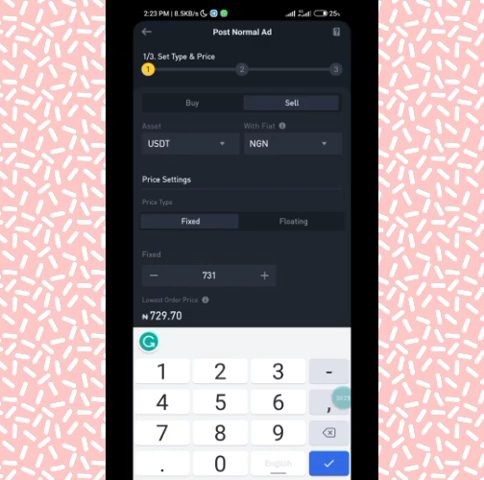 2:23 PM | 8.5KB/s
25%
Post Normal Ad
1/3. Set Type & Price
1 2 3
Buy Sell
Asset With Fiat
USDT NGN
Price Settings
Price Type
Fixed Floating
Fixed
− 731 +
Lowest Order Price
₦ 729.70
1 2 3 -
4 5 6 ,
7 8 9
. 0 English